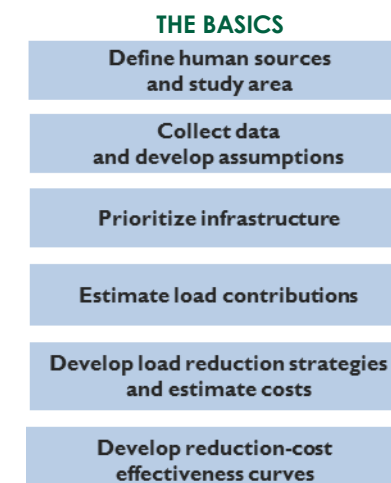 THE BASICS
Define human sources
and study area
Collect data
and develop assumptions
Prioritize infrastructure
Estimate load contributions
Develop load reduction strategies
and estimate costs
Develop reduction-cost
effectiveness curves